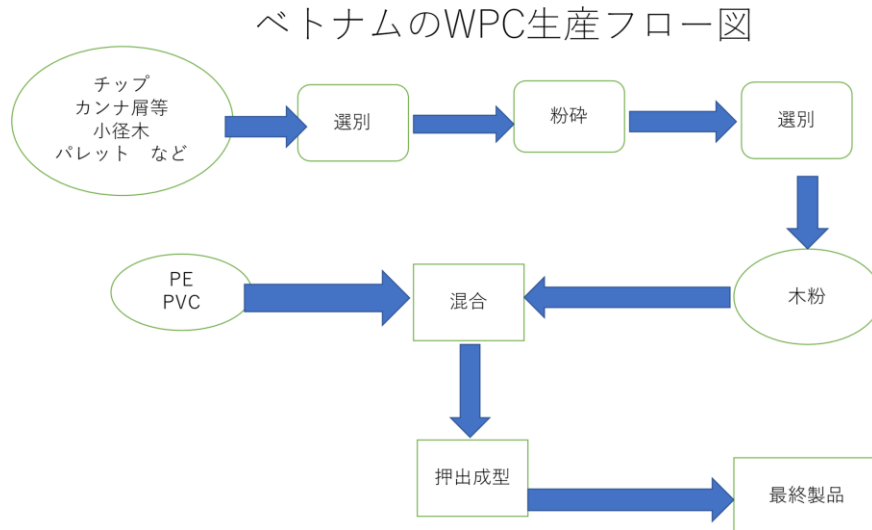 ベトナムのWPC生産フロー図
チップ
カンナ屑等
小径木
パレット　など
選別
粉砕
選別
PE
PVC
混合
木粉
押出成型
最終製品